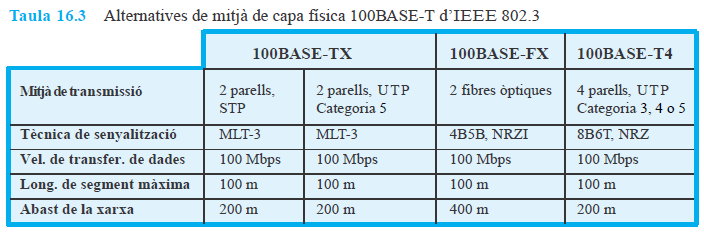 Taula 16.3 Alternatives de mitjà de capa física 100BASE-T d'IEEE 802.3
100BASE-TX 100BASE-FX 100BASE-T4
Mitjà de transmissió 2 parells, STP 2 parells, UTP Categoria 5 2 fibres òptiques 4 parells, UTP Categoria 3, 4 o 5
Tècnica de senyalització MLT-3 MLT-3 4B5B, NRZI 8B6T, NRZ
Vel. de transfer. de dades 100 Mbps 100 Mbps 100 Mbps 100 Mbps
Long. de segment màxima 100 m 100 m 100 m 100 m
Abast de la xarxa 200 m 200 m 400 m 200 m